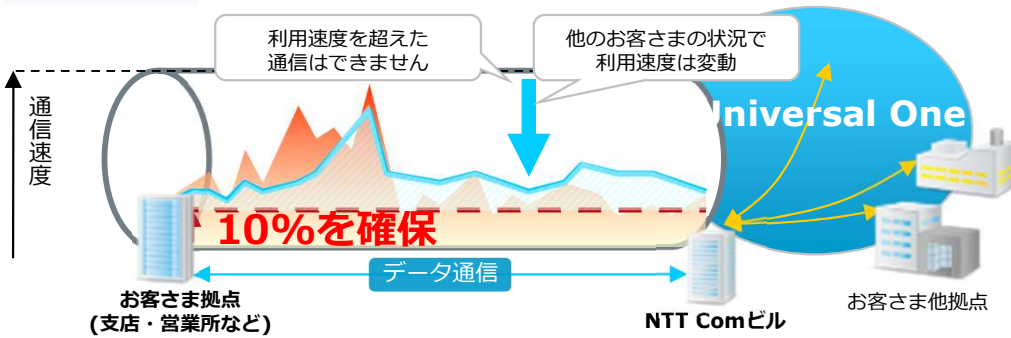 利用速度を超えた
通信はできません
他のお客さまの状況で
利用速度は変動
通信速度
Universal One
10%を確保
データ通信
お客さま拠点
(支店・営業所など)
NTT Comビル
お客さま他拠点